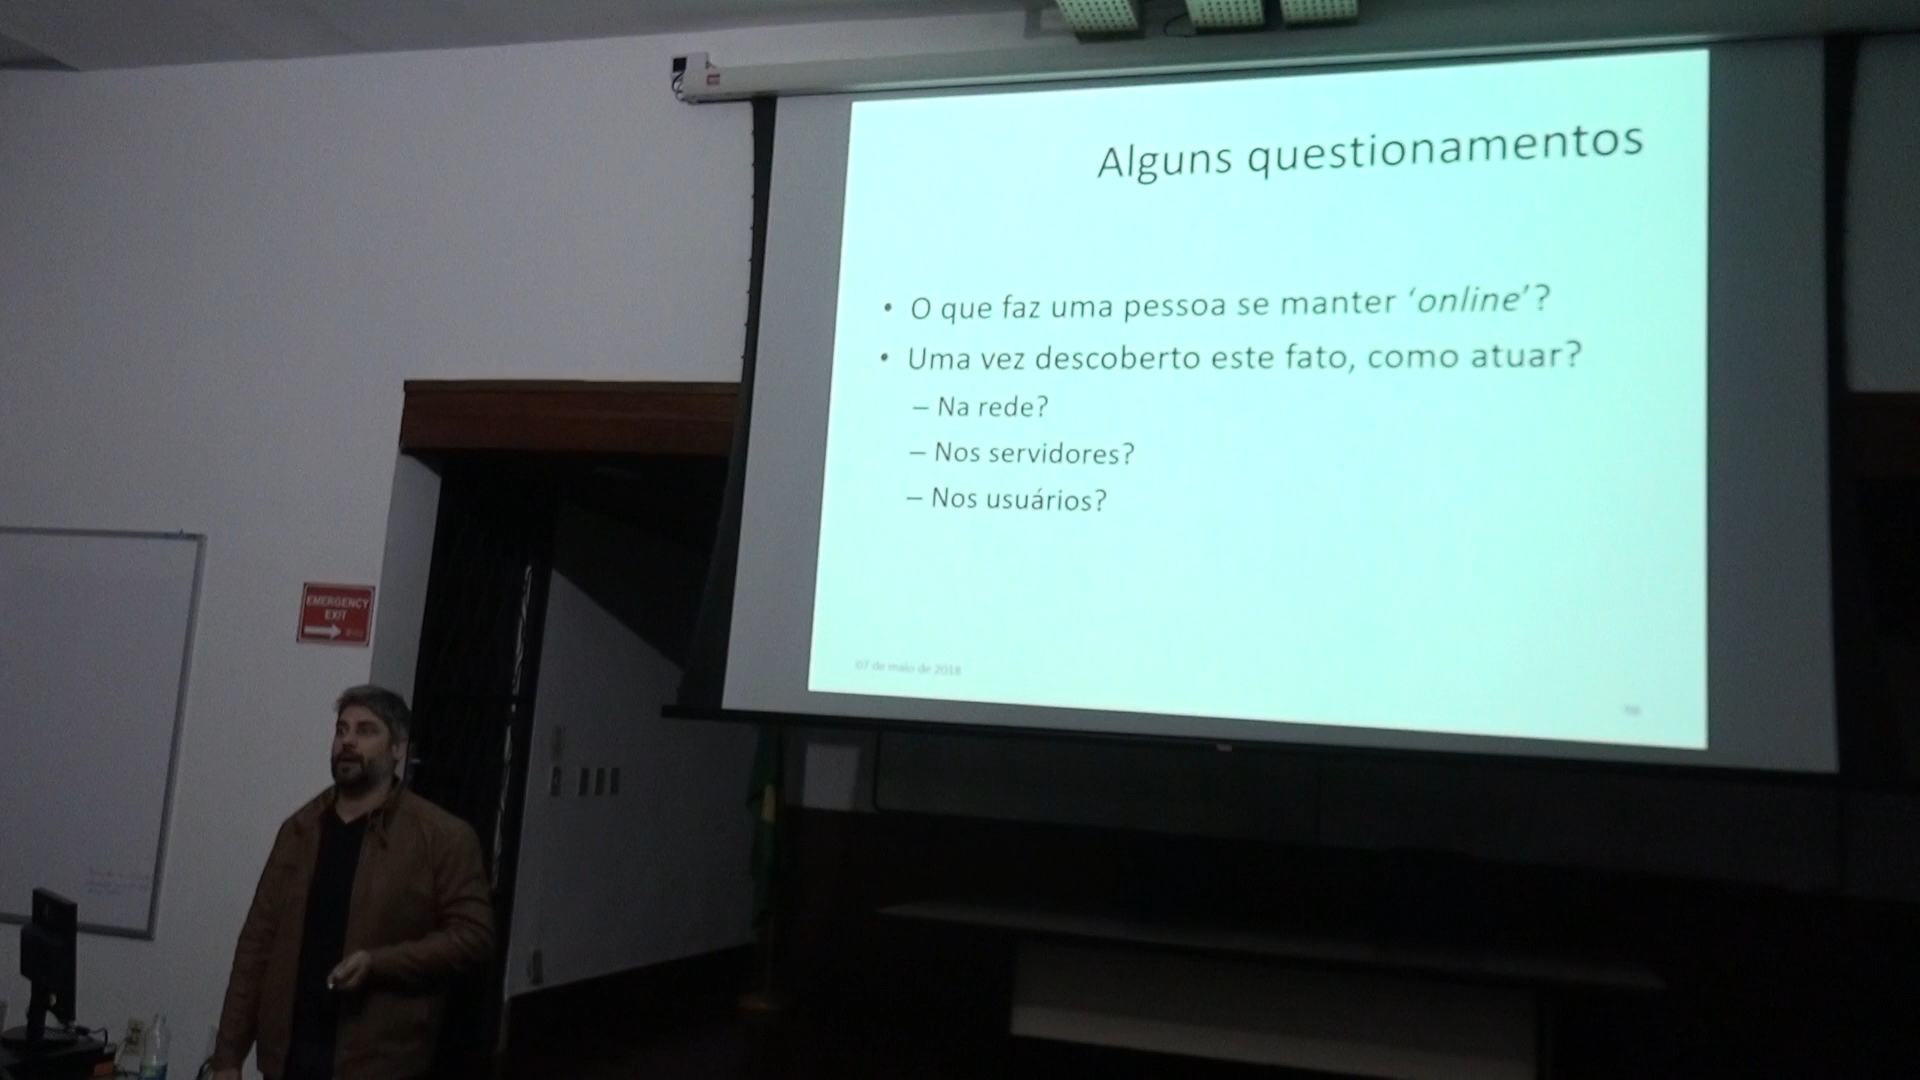 Alguns questionamentos
• O que faz uma pessoa se manter ‘online’?
• Uma vez descoberto este fato, como atuar?
– Na rede?
– Nos servidores?
– Nos usuários?
07 de maio de 2018
EMERGENCY
EXIT